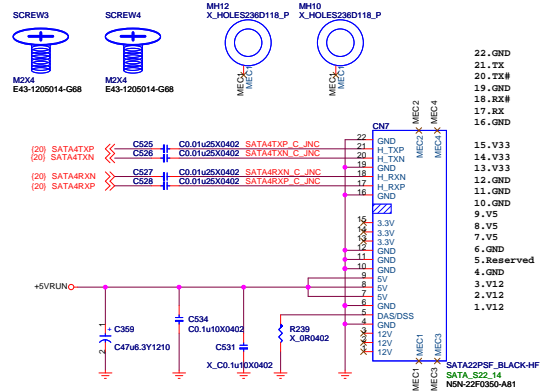 SCREW3
SCREW4
MH12
X_HOLES236D118_P
MH10
X_HOLES236D118_P
M2X4
E43-1205014-G68
M2X4
E43-1205014-G68
MEC1
MEC1
MEC1
MEC1
22.GND
21.TX
20.TX#
19.GND
18.RX#
17.RX
16.GND
15.V33
14.V33
13.V33
12.GND
11.GND
10.GND
9.V5
8.V5
7.V5
6.GND
5.Reserved
4.GND
3.V12
2.V12
1.V12
(20) SATA4TXP
(20) SATA4TXN
(20) SATA4RXN
(20) SATA4RXP
C525 C0.01u25X0402 SATA4TXP_C_JNC
C526 C0.01u25X0402 SATA4TXN_C_JNC
C527 C0.01u25X0402 SATA4RXN_C_JNC
C528 C0.01u25X0402 SATA4RXP_C_JNC
CN7
MEC2
MEC4
MEC2
MEC4
22 GND
21 H_TXP
20 H_TXN
19 GND
18 H_RXN
17 H_RXP
16 GND
15 3.3V
14 3.3V
13 3.3V
12 GND
11 GND
10 GND
9 5V
8 5V
7 5V
6 GND
5 DAS/DSS
4 GND
3 12V
2 12V
1 12V
MEC1
MEC3
MEC1
MEC3
SATA22PSF_BLACK-HF
SATA_S22_14
N5N-22F0350-A81
+5VRUN
1
+
2
C359
C47u6.3Y1210
C534
C0.1u10X0402
C531
X_C0.1u10X0402
R239
X_0R0402